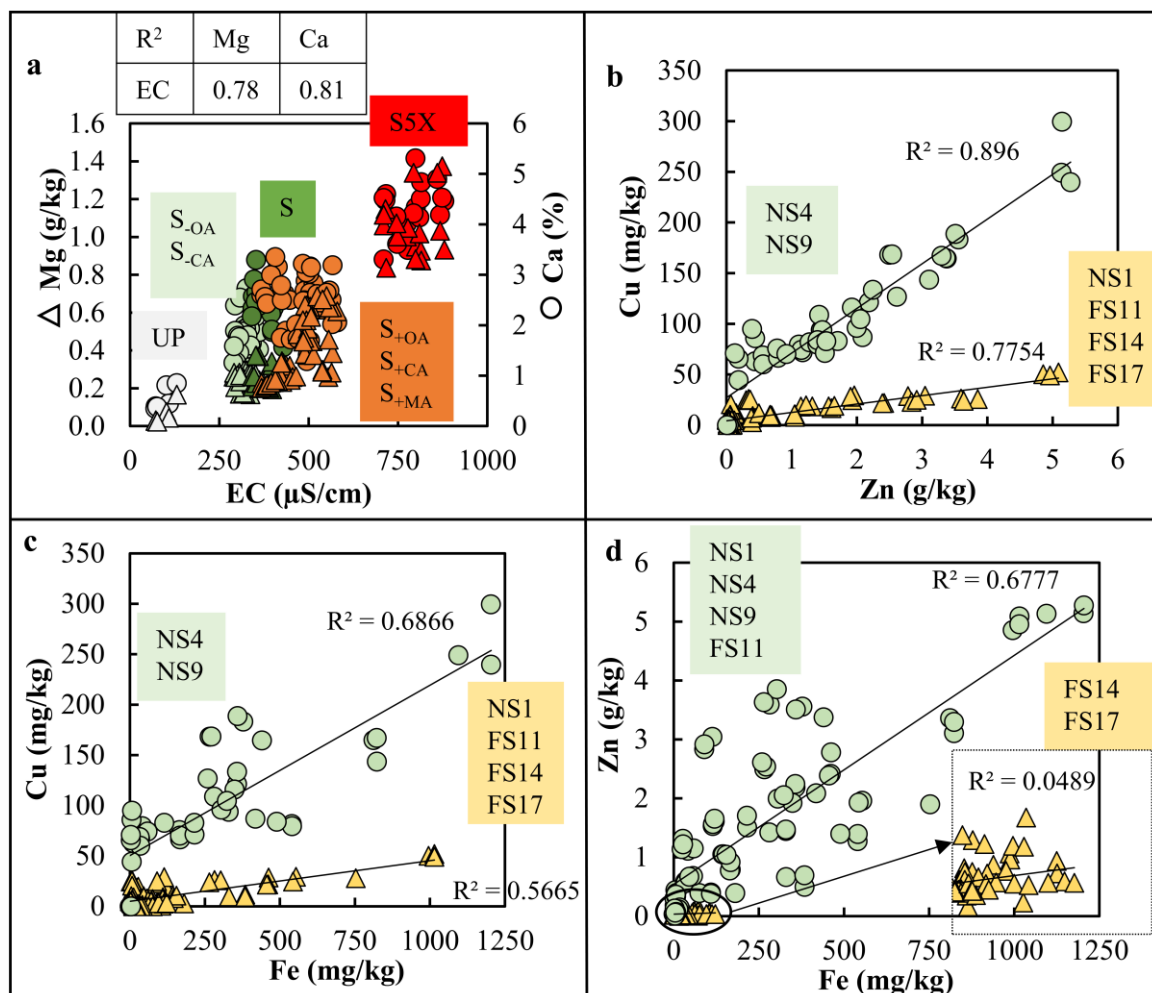 a
R² Mg Ca
EC 0.78 0.81
S5X
S-OA
S-CA
S
UP
S+OA
S+CA
S+MA
△ Mg (g/kg)
1.6
1.4
1.2
1.0
0.8
0.6
0.4
0.2
0.0
○ Ca (%)
6
5
4
3
2
1
0
0 250 500 750 1000
EC (µS/cm)
b
Cu (mg/kg)
350
300
250
200
150
100
50
0
R² = 0.896
NS4
NS9
NS1
FS11
FS14
FS17
R² = 0.7754
0 1 2 3 4 5 6
Zn (g/kg)
c
Cu (mg/kg)
350
300
250
200
150
100
50
0
NS4
NS9
R² = 0.6866
NS1
FS11
FS14
FS17
R² = 0.5665
0 250 500 750 1000 1250
Fe (mg/kg)
d
Zn (g/kg)
6
5
4
3
2
1
0
NS1
NS4
NS9
FS11
R² = 0.6777
FS14
FS17
R² = 0.0489
0 250 500 750 1000 1250
Fe (mg/kg)